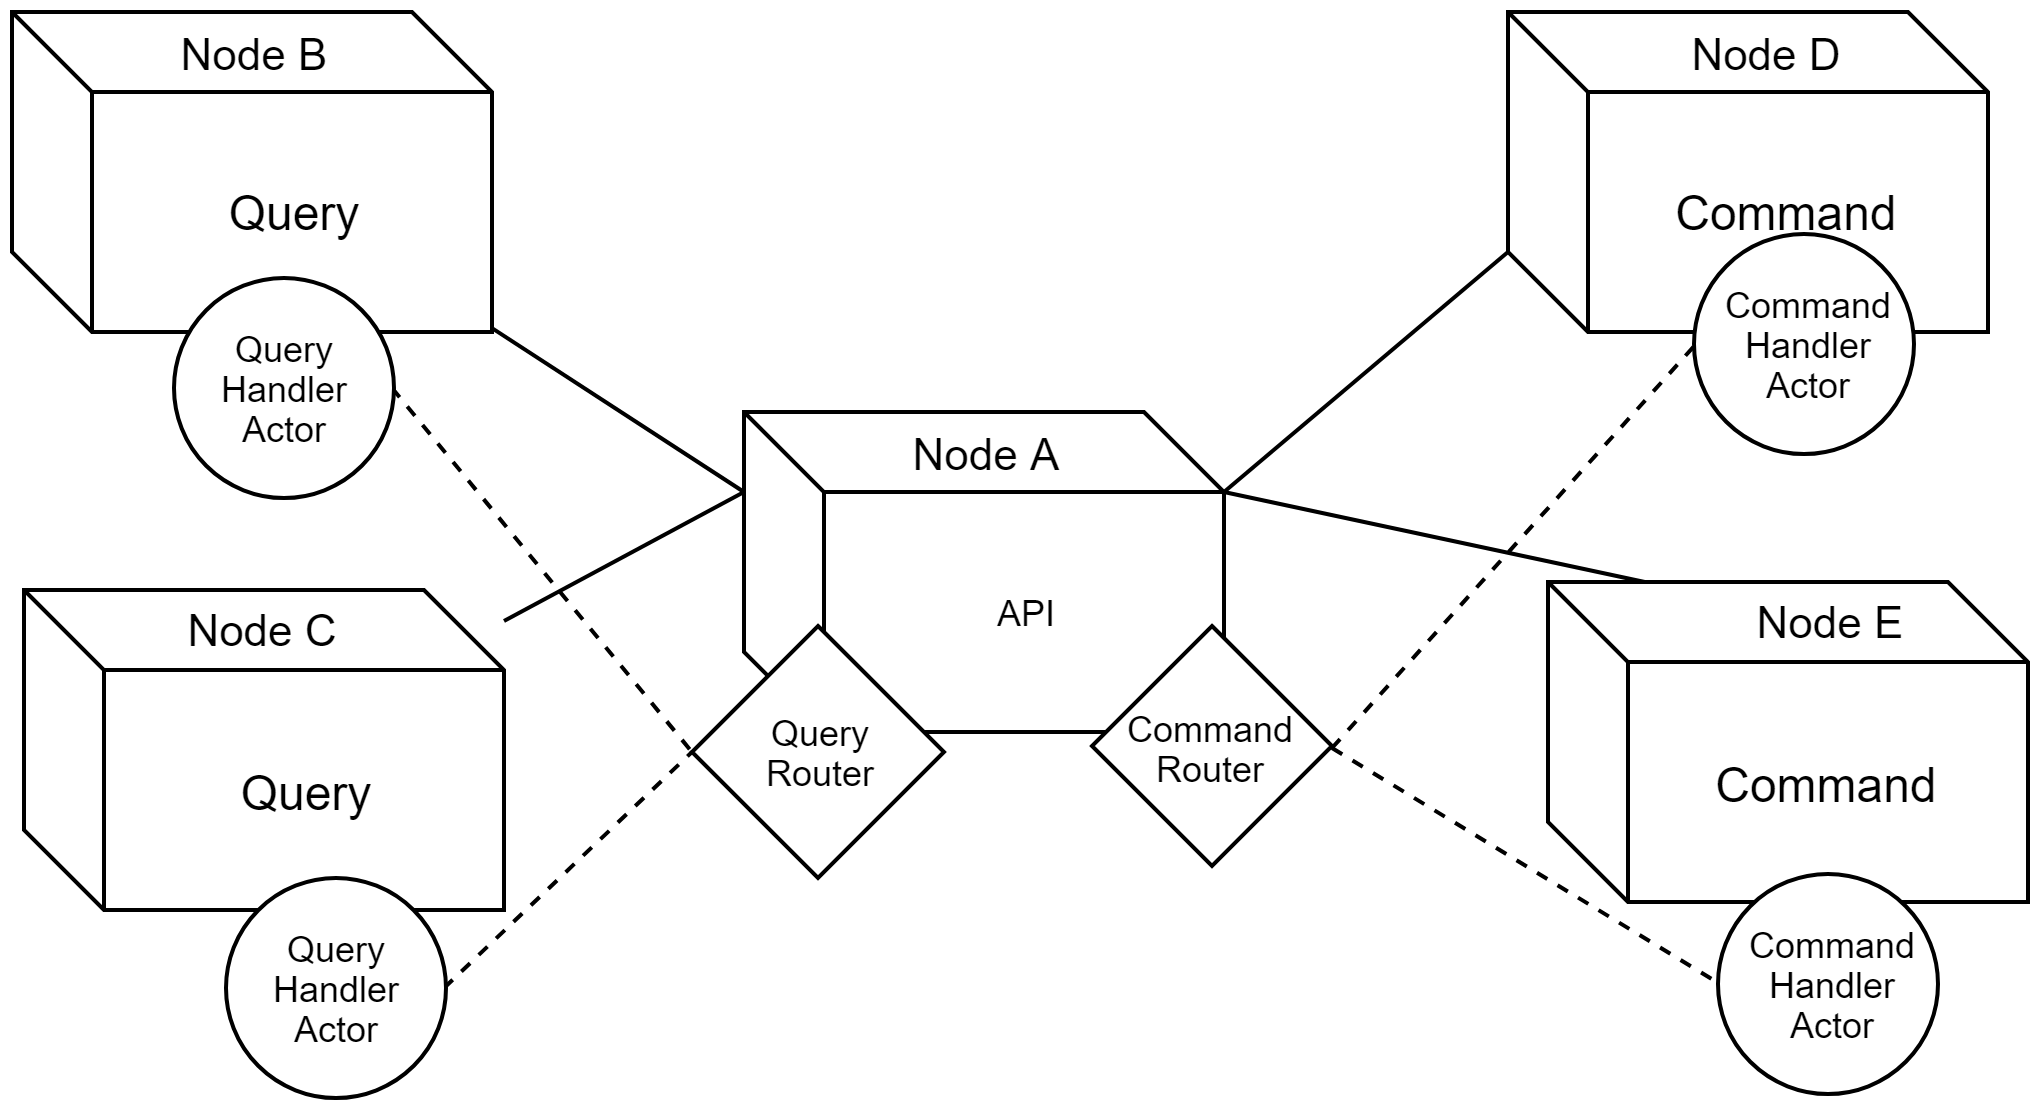 Node B
Query
Query
Handler
Actor
Node D
Command
Command
Handler
Actor
Node A
API
Query
Router
Command
Router
Node C
Query
Query
Handler
Actor
Node E
Command
Command
Handler
Actor